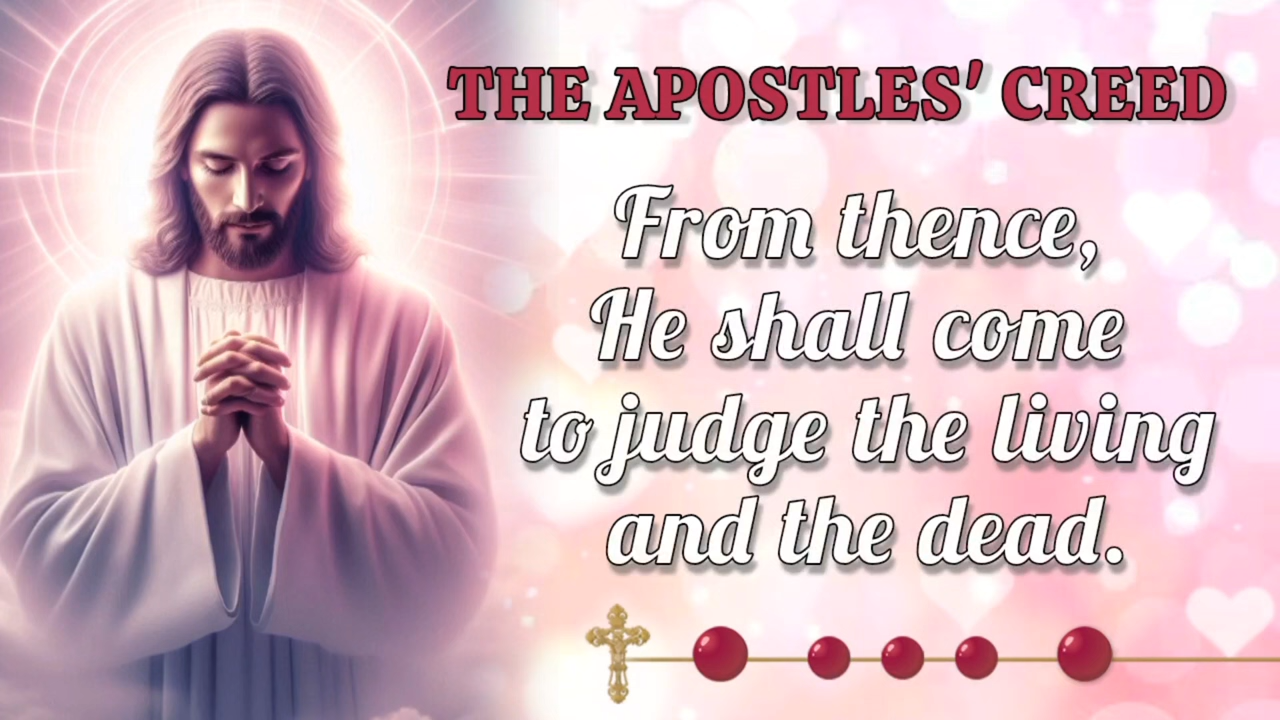 THE APOSTLES' CREED
From thence,
He shall come
to judge the living
and the dead.